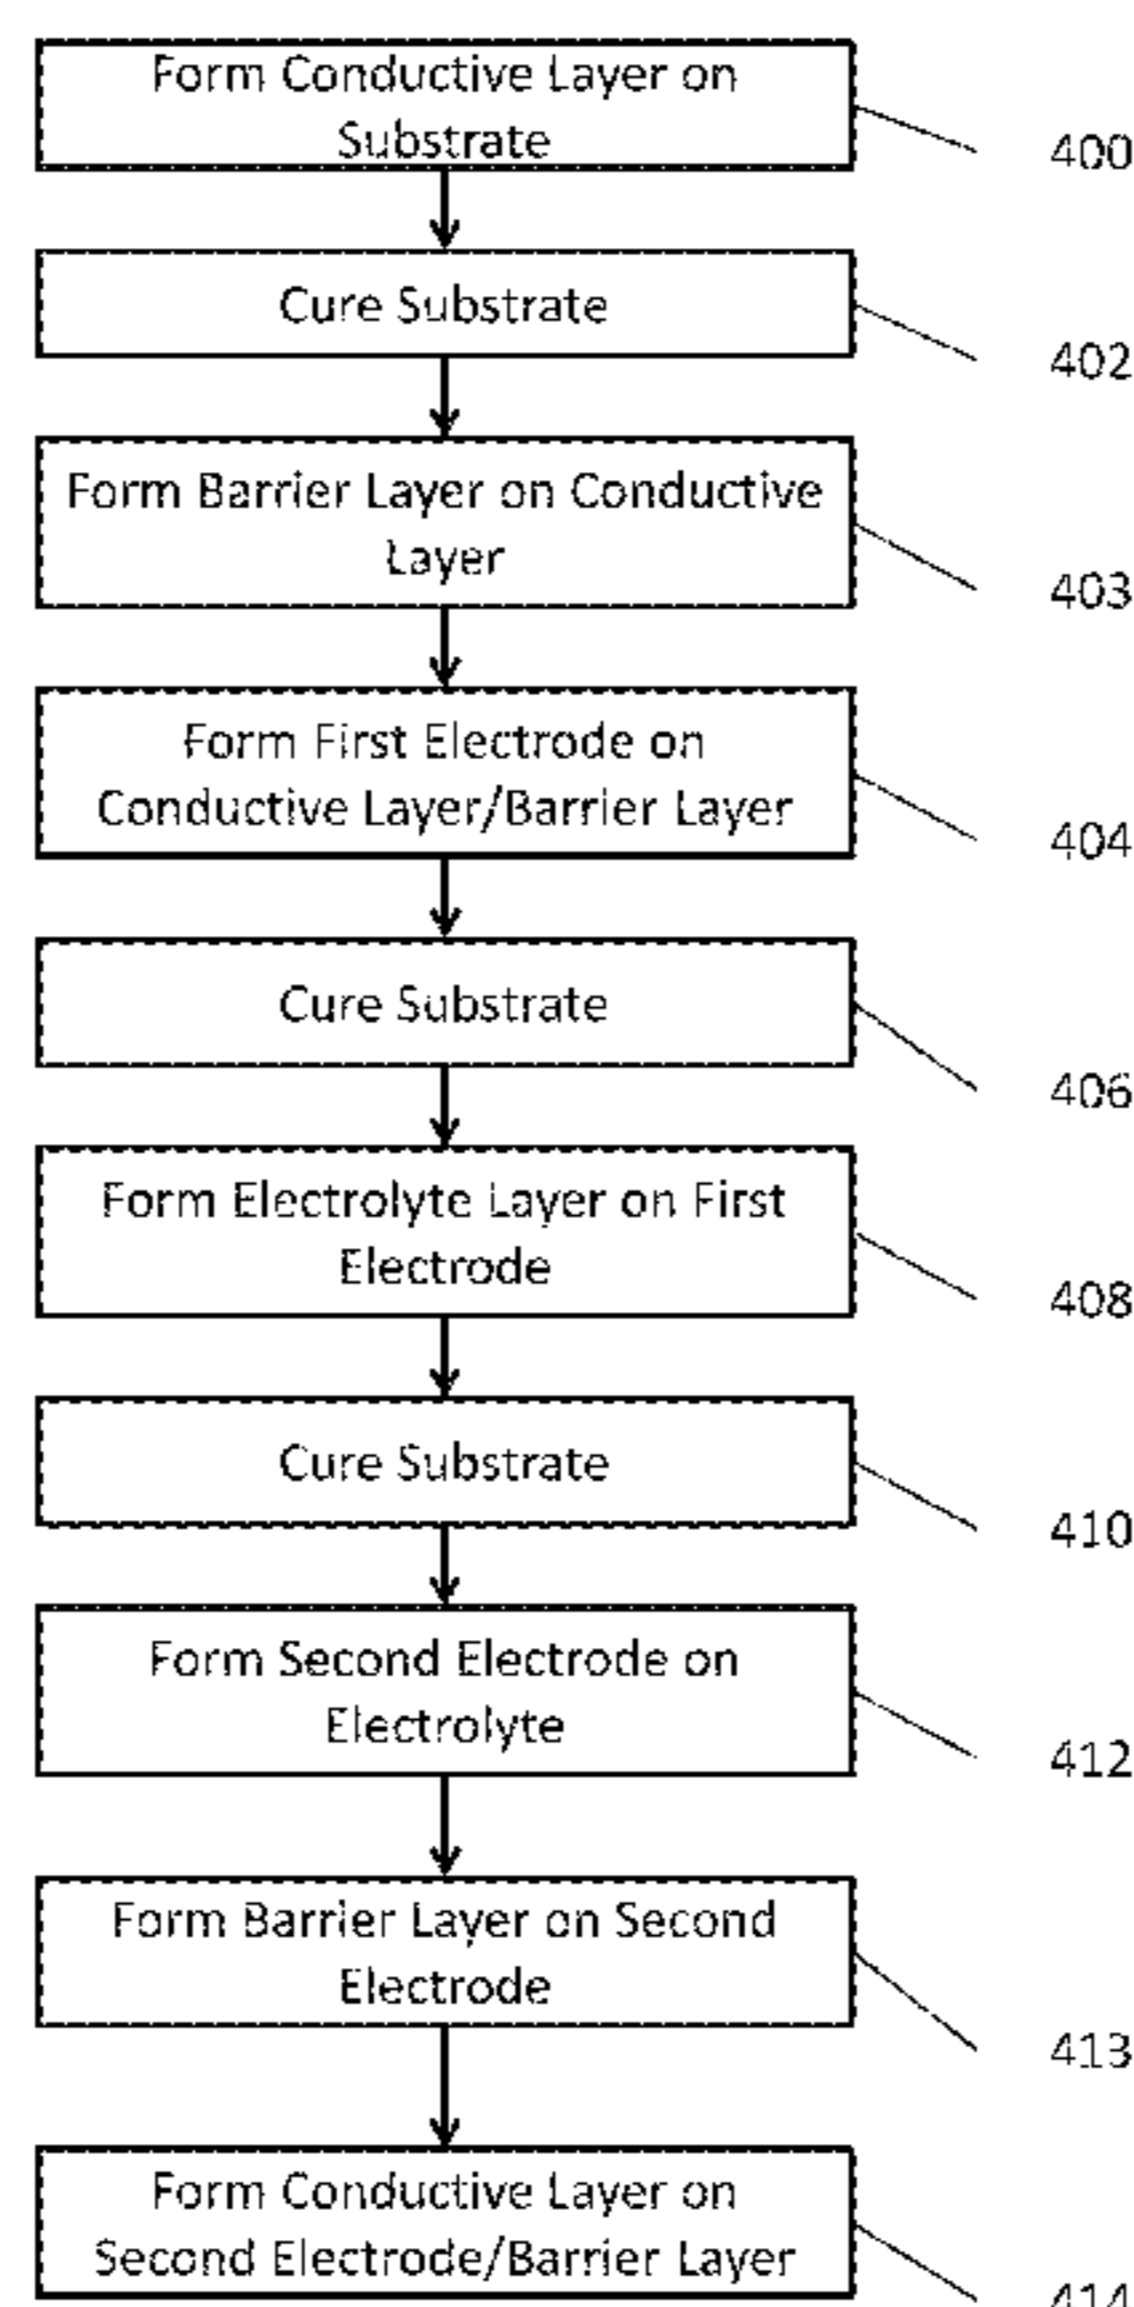 Form Conductive Layer on
Substrate
400
Cure Substrate
402
Form Barrier Layer on Conductive
Layer
403
Form First Electrode on
Conductive Layer/Barrier Layer
404
Cure Substrate
406
Form Electrolyte Layer on First
Electrode
408
Cure Substrate
410
Form Second Electrode on
Electrolyte
412
Form Barrier Layer on Second
Electrode
413
Form Conductive Layer on
Second Electrode/Barrier Layer
414